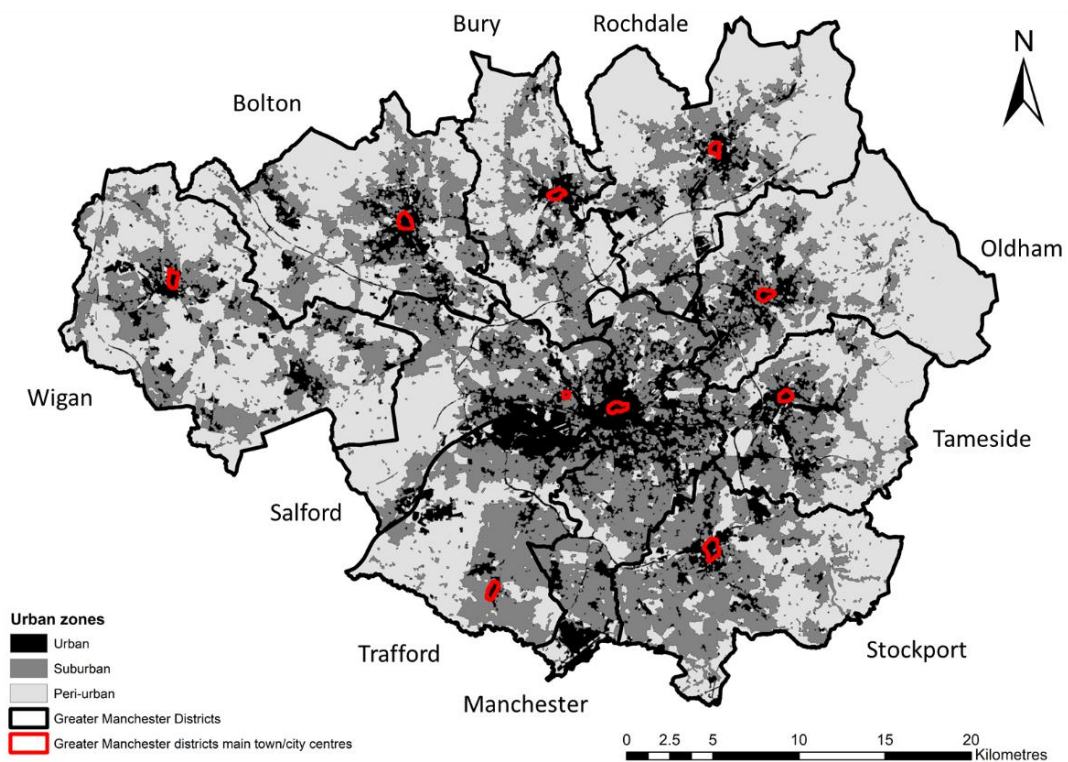 Bury
Rochdale
N
Bolton
Oldham
Wigan
Tameside
Salford
Stockport
Trafford
Manchester
Urban zones
Urban
Suburban
Peri-urban
Greater Manchester Districts
Greater Manchester districts main town/city centres
0 2.5 5 10 15 20
Kilometres